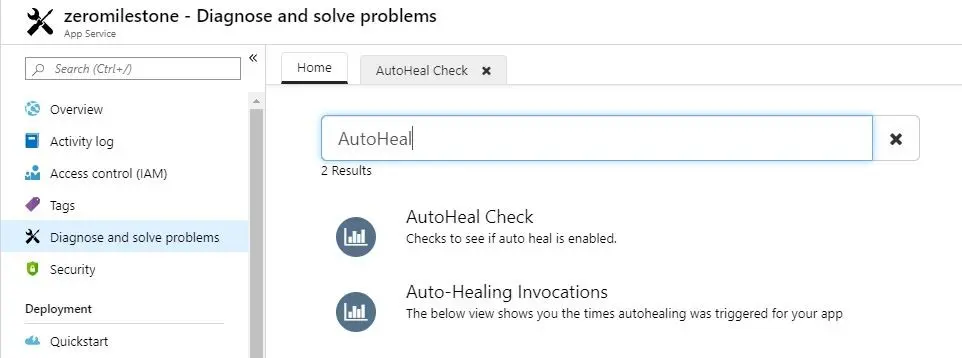 zeromilestone - Diagnose and solve problems
App Service
Search (Ctrl+/)
«
Overview
Activity log
Access control (IAM)
Tags
Diagnose and solve problems
Security
Deployment
Quickstart
Home
AutoHeal Check
AutoHeal
2 Results
AutoHeal Check
Checks to see if auto heal is enabled.
Auto-Healing Invocations
The below view shows you the times autohealing was triggered for your app